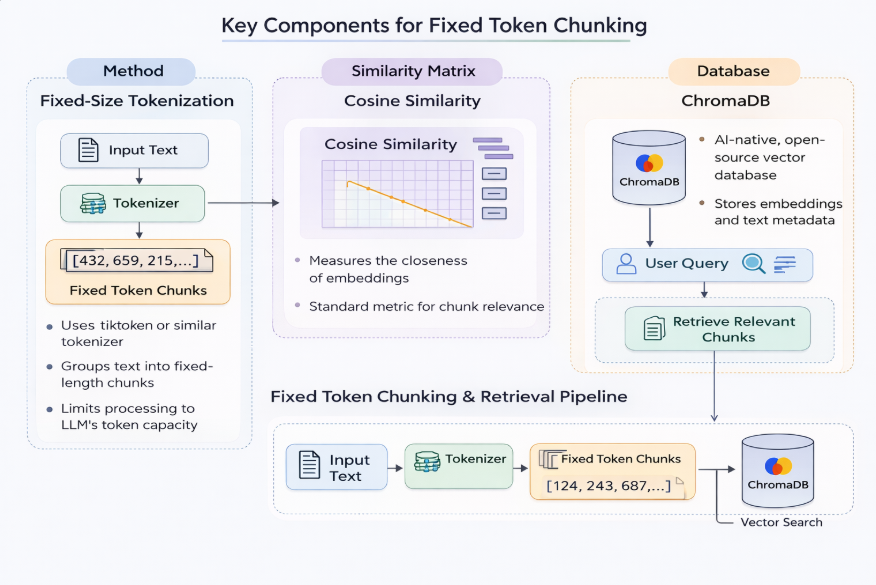 Key Components for Fixed Token Chunking
Method
Fixed-Size Tokenization
Input Text
Tokenizer
[432, 659, 215,...]
Fixed Token Chunks
Uses tiktoken or similar
tokenizer
Groups text into fixed-
length chunks
Limits processing to
LLM's token capacity
Similarity Matrix
Cosine Similarity
Cosine Similarity
Measures the closeness
of embeddings
Standard metric for chunk relevance
Database
ChromaDB
ChromaDB
AI-native, open-
source vector
database
Stores embeddings
and text metadata
User Query
Retrieve Relevant
Chunks
Fixed Token Chunking & Retrieval Pipeline
Input
Text
Tokenizer
Fixed Token Chunks
[124, 243, 687,...]
ChromaDB
Vector Search